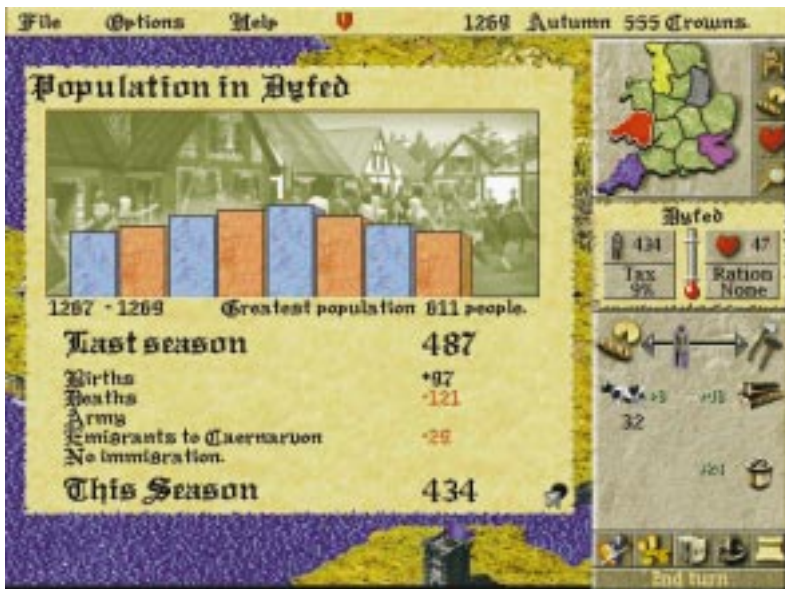 File Options Help 1269 Autumn 555 Crowns.
Population in Dyfed
1267 - 1269 Greatest population 611 people.
Last season 487
Births +97
Deaths -121
Army
Emigrants to Caernarvon -29
No immigration.
This Season 434
Dyfed
434 47
Tax 9%
Ration None
32
End turn